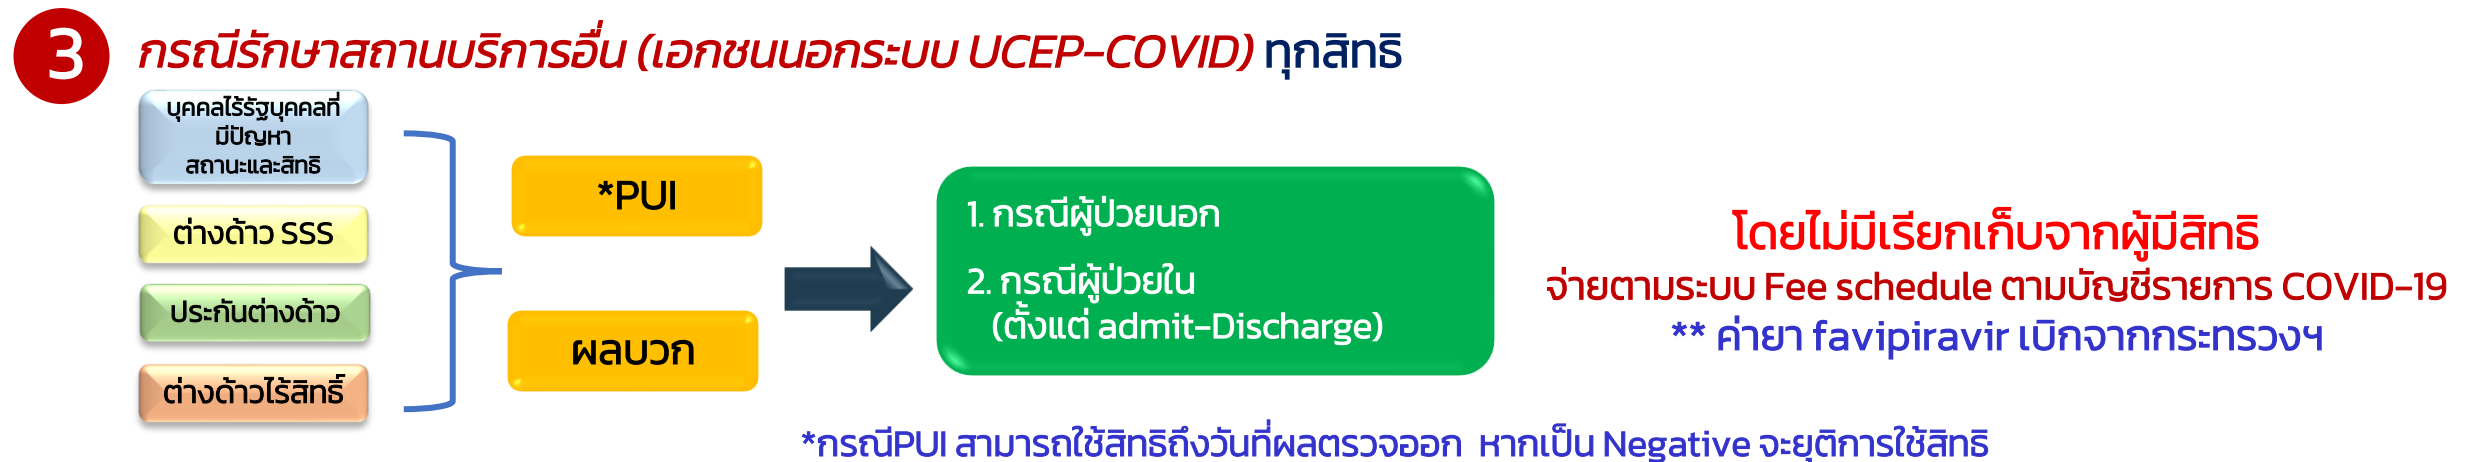 3 กรณีรักษาสถานบริการอื่น (เอกชนนอกระบบ UCEP-COVID) ทุกสิทธิ
บุคคลไร้รัฐบุคคลที่
มีปัญหา
สถานะและสิทธิ
ต่างด้าว SSS
ประกันต่างด้าว
ต่างด้าวไร้สิทธิ์
*PUI
ผลบวก
1. กรณีผู้ป่วยนอก
2. กรณีผู้ป่วยใน
(ตั้งแต่ admit-Discharge)
โดยไม่มีเรียกเก็บจากผู้มีสิทธิ
จ่ายตามระบบ Fee schedule ตามบัญชีรายการ COVID-19
** ค่ายา favipiravir เบิกจากกระทรวงฯ
*กรณีPUI สามารถใช้สิทธิถึงวันที่ผลตรวจออก หากเป็น Negative จะยุติการใช้สิทธิ